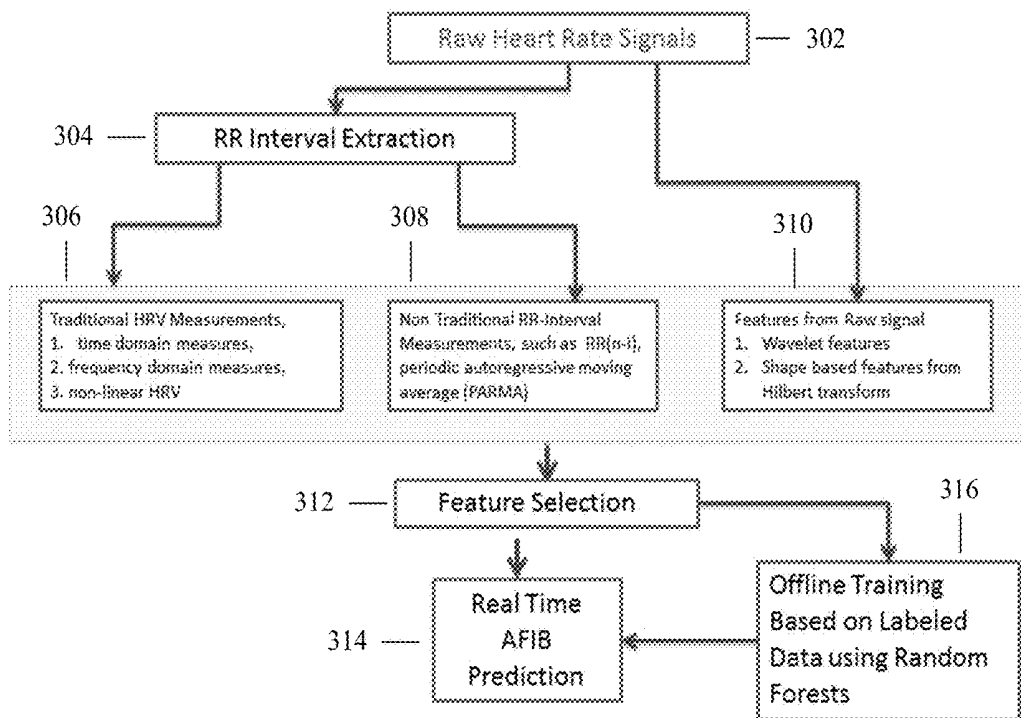 Raw Heart Rate Signals
302
304
RR Interval Extraction
306
308
310
Traditional HRV Measurements,
1. time domain measures,
2. frequency domain measures,
3. non-linear HRV
Non Traditional RR-Interval
Measurements, such as RR(n-i),
periodic autoregressive moving
average (PARMA)
Features from Raw signal
1. Wavelet features
2. Shape based features from
Hilbert transform
312
Feature Selection
316
314
Real Time
AFIB
Prediction
Offline Training
Based on Labeled
Data using Random
Forests